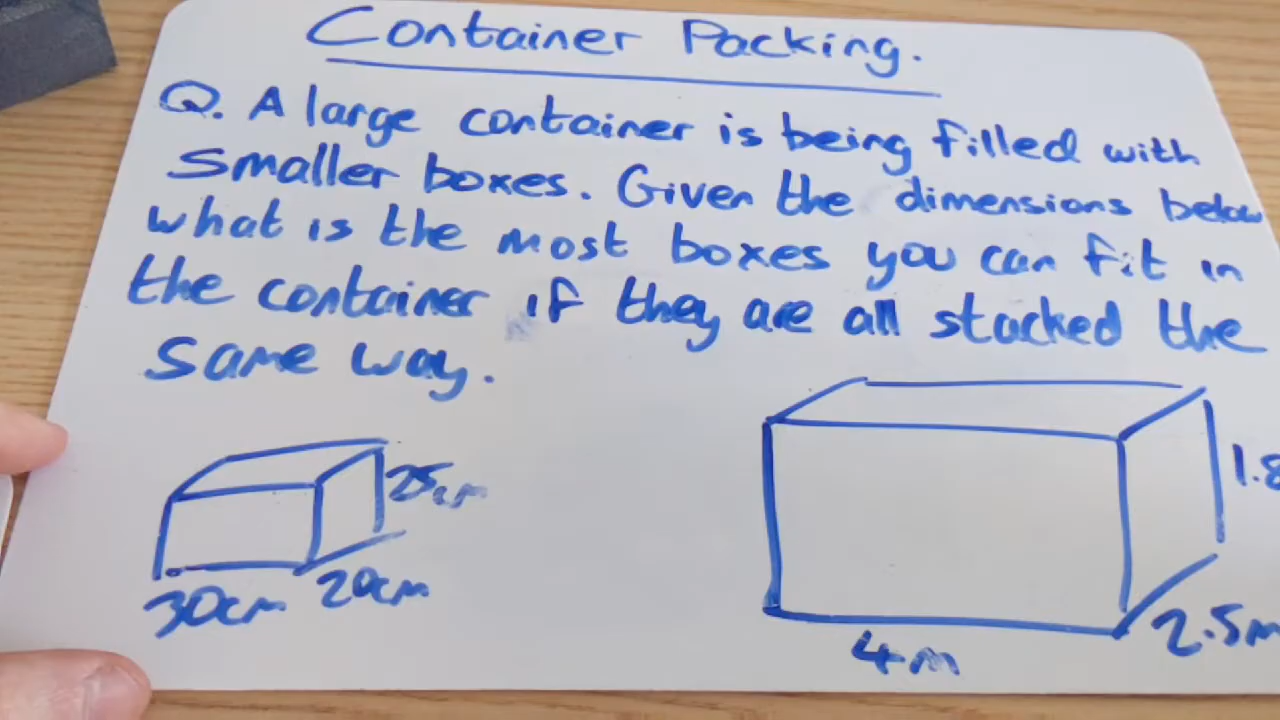 Container Packing.
Q. A large container is being filled with
smaller boxes. Given the dimensions below
what is the most boxes you can fit in
the container if they are all stacked the
same way.
25cm
30cm
20cm
1.8
2.5m
4m